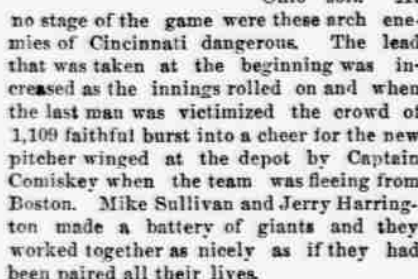 no stage of the game were these arch ene-
mies of Cincinnati dangerous. The lead
that was taken at the beginning was in-
creased as the innings rolled on and when
the last man was victimized the crowd of
1,109 faithful burst into a cheer for the new
pitcher winged at the depot by Captain
Comiskey when the team was fleeing from
Boston. Mike Sullivan and Jerry Harring-
ton made a battery of giants and they
worked together as nicely as if they had
been paired all their lives.